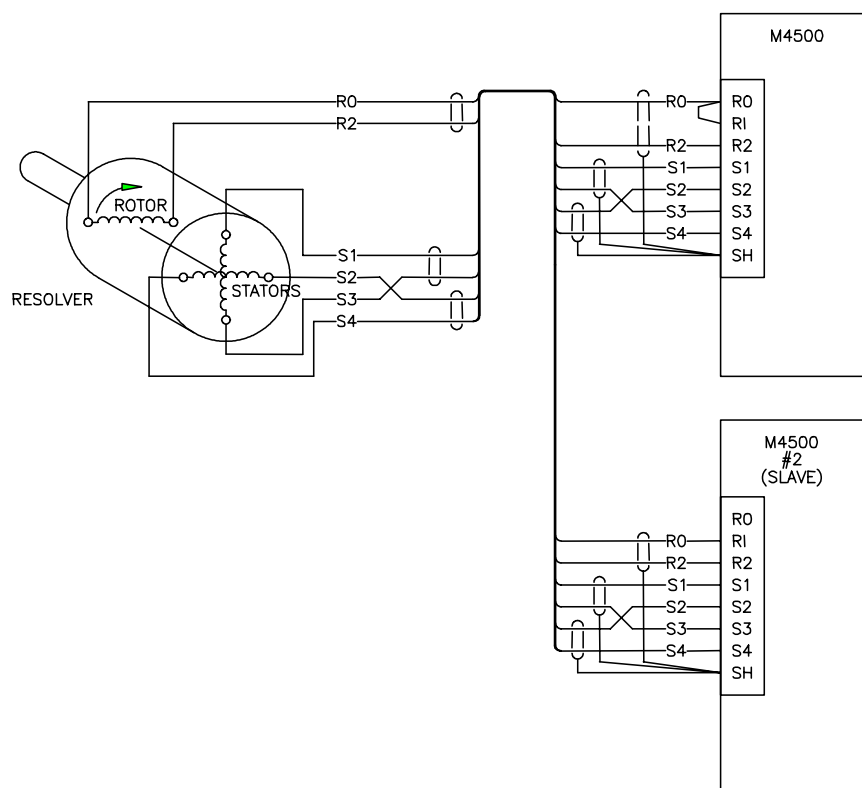 M4500
R0
R2
R0
R2
S1
S2
S3
S4
R0
RI
R2
S1
S2
S3
S4
SH
ROTOR
STATORS
RESOLVER
S1
S2
S3
S4
M4500
#2
(SLAVE)
R0
R2
S1
S2
S3
S4
R0
RI
R2
S1
S2
S3
S4
SH